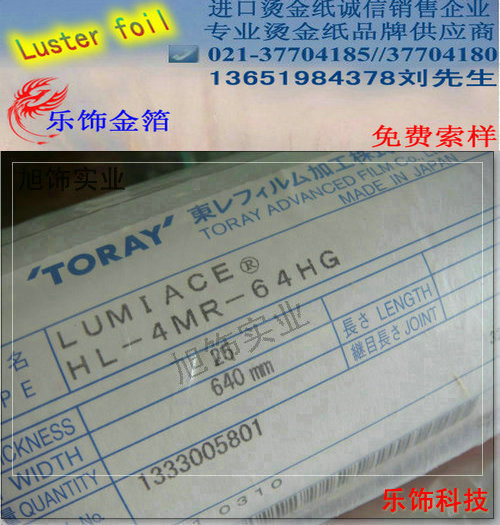 Luster foil
进口烫金纸诚信销售企业
专业烫金纸品牌供应商
021-37704185//37704180
13651984378刘先生
乐饰金箔
免费索样
旭饰实业
'TORAY' 東レフィルム加工株式
TORAY ADVANCED FILM Co.,
MADE IN JAPAN
名 LUMIACE®
PE HL-4MR-64HG
旭饰实业
ICKNESS 26 長さ LENGTH
WIDTH 640 mm 継目長さ JOINT
量 QUANTITY 1333005801
0310
乐饰科技